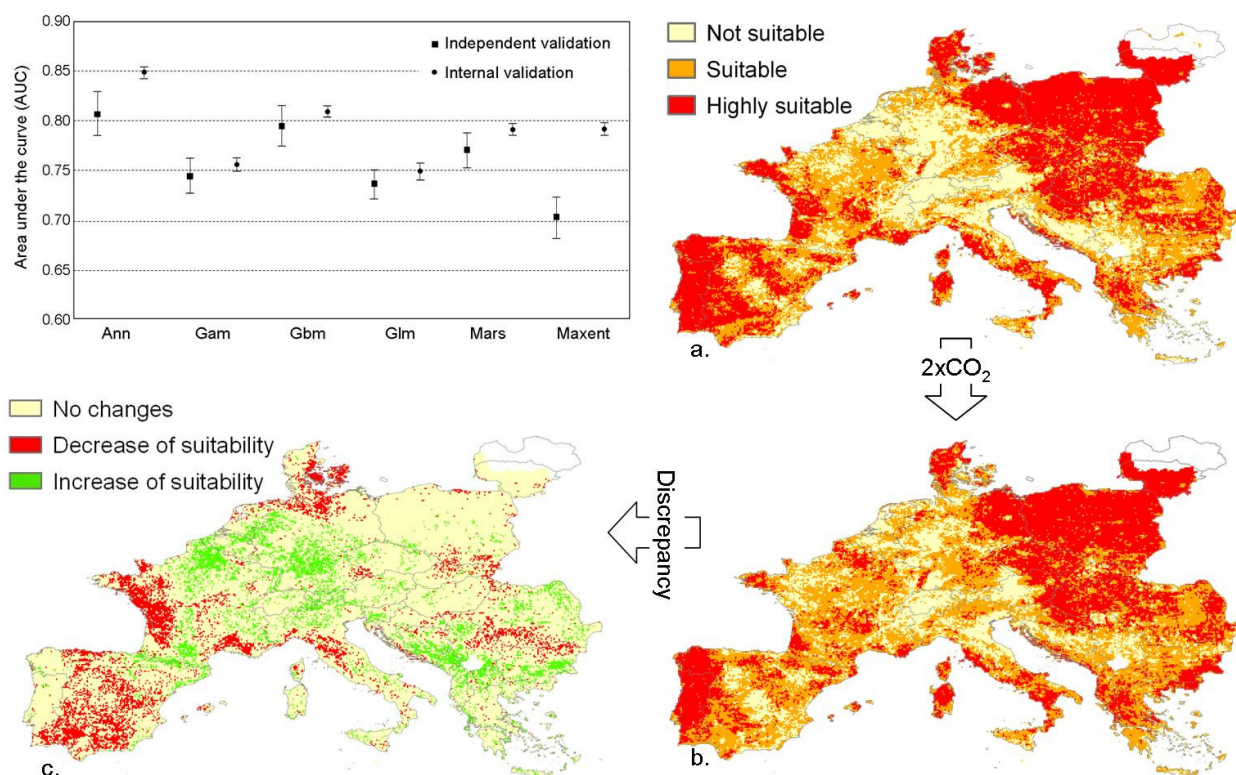 Area under the curve (AUC)
0.90
0.85
0.80
0.75
0.70
0.65
0.60
Independent validation
Internal validation
Ann Gam Gbm Glm Mars Maxent
Not suitable
Suitable
Highly suitable
a.
2xCO₂
No changes
Decrease of suitability
Increase of suitability
Discrepancy
c.
b.